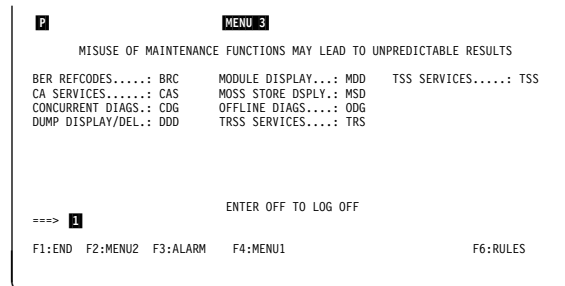 P MENU 3
MISUSE OF MAINTENANCE FUNCTIONS MAY LEAD TO UNPREDICTABLE RESULTS
BER REFCODES.....: BRC MODULE DISPLAY...: MDD TSS SERVICES.....: TSS
CA SERVICES......: CAS MOSS STORE DSPLY.: MSD
CONCURRENT DIAGS.: CDG OFFLINE DIAGS....: ODG
DUMP DISPLAY/DEL.: DDD TRSS SERVICES....: TRS
ENTER OFF TO LOG OFF
===> 1
F1:END F2:MENU2 F3:ALARM F4:MENU1 F6:RULES